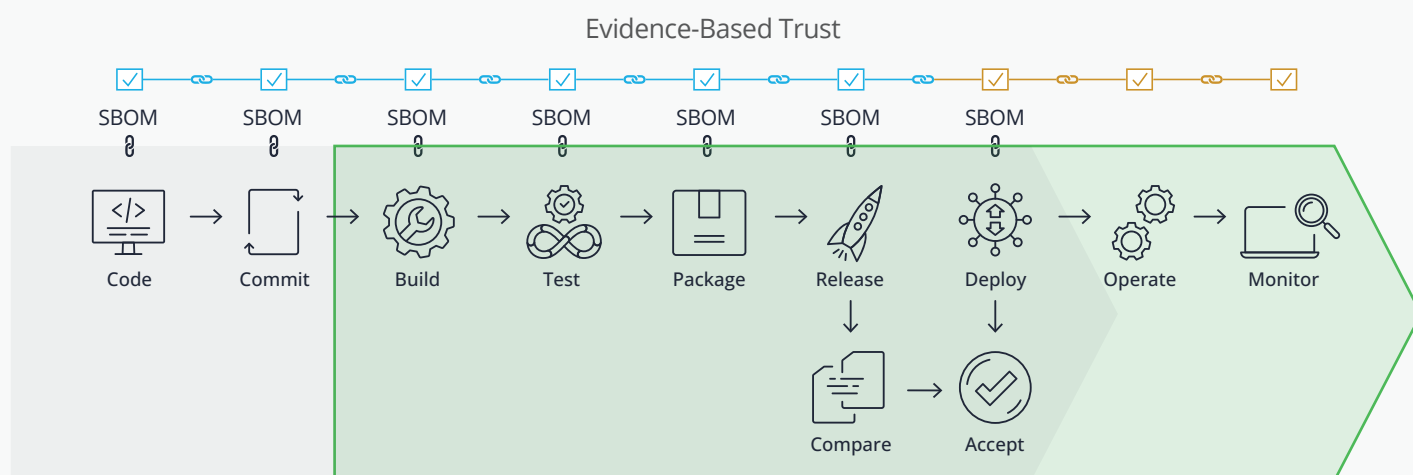 Evidence-Based Trust
SBOM SBOM SBOM SBOM SBOM SBOM SBOM
</>
Code Commit Build Test Package Release Deploy Operate Monitor
Compare Accept